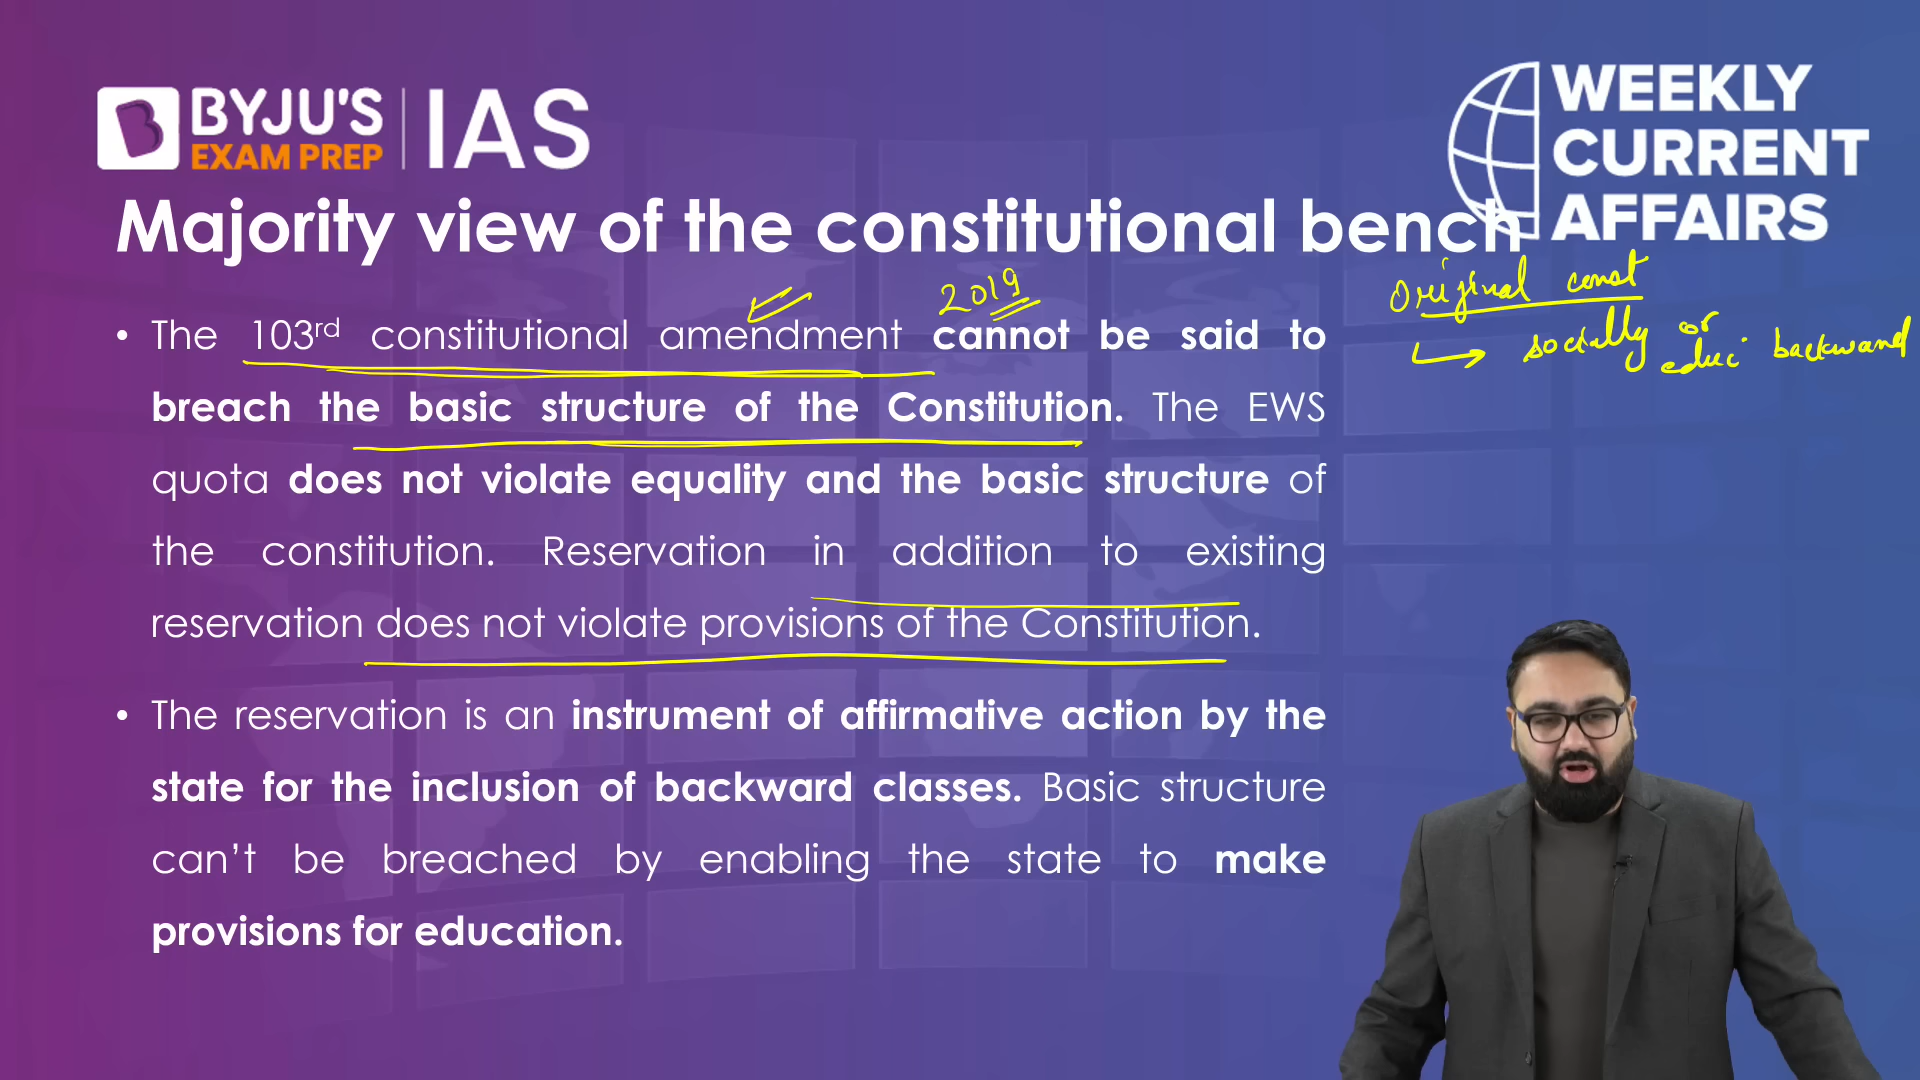 BYJU'S
EXAM PREP
IAS
WEEKLY
CURRENT
AFFAIRS
Majority view of the constitutional bench
2019
Original const
→ socially or educ. backward
• The 103rd constitutional amendment cannot be said to
breach the basic structure of the Constitution. The EWS
quota does not violate equality and the basic structure of
the constitution. Reservation in addition to existing
reservation does not violate provisions of the Constitution.
• The reservation is an instrument of affirmative action by the
state for the inclusion of backward classes. Basic structure
can't be breached by enabling the state to make
provisions for education.